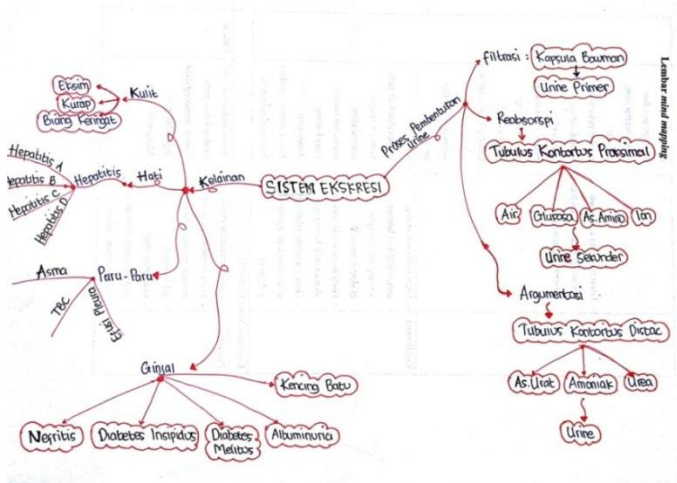 Lembar mind mapping
SISTEM EKSKRESI
Kelainan
Kulit
Eksim
Kurap
Biang Keringat
Hati
Hepatitis
Hepatitis A
Hepatitis B
Hepatitis C
Hepatitis D
Paru-Paru
Asma
TBC
Efusi Pleura
Ginjal
Nefritis
Diabetes Insipidus
Diabetes
Melitus
Albuminuria
Kencing Batu
Proses Pembentukan
Urine
filtrasi : Kapsula Bowman
Urine Primer
Reabsorspi
Tubulus Kontortus Proksimal
Air
Glukosa
As.Amino
Ion
Urine Sekunder
Argumentasi
Tubulus Kontortus Distac
As.Urat
Amoniak
Urea
Urine